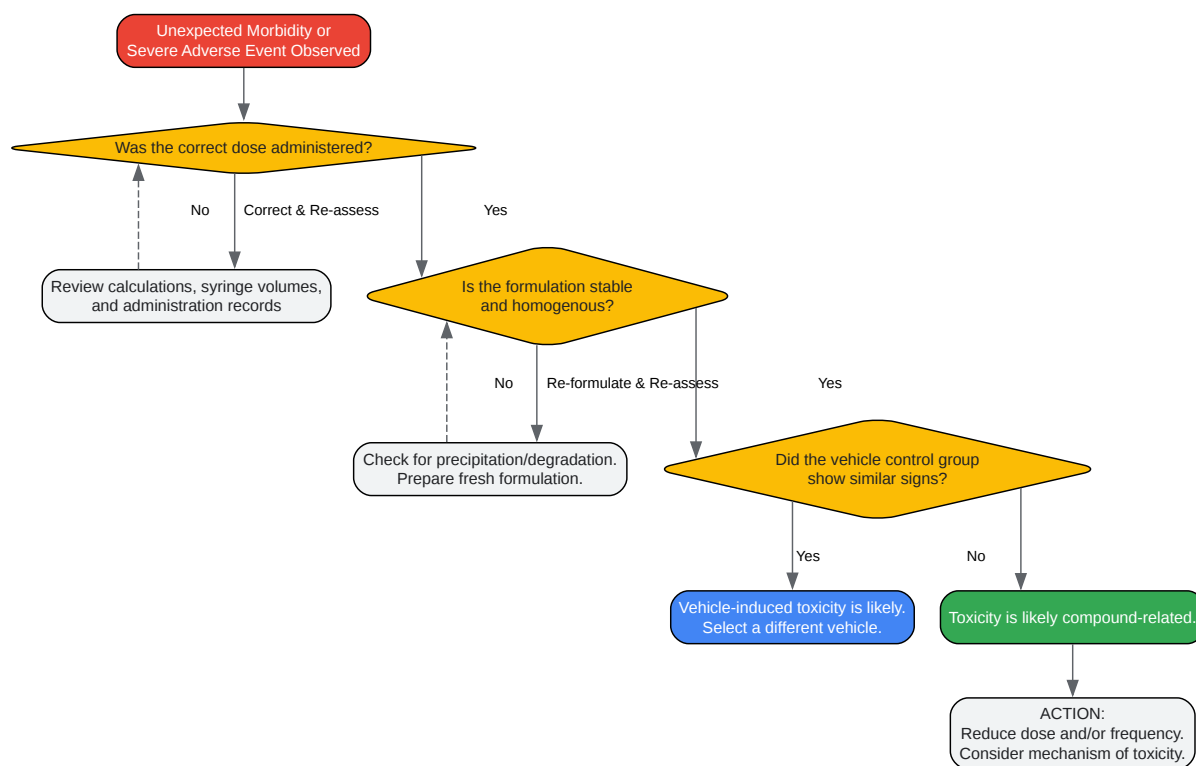 Unexpected Morbidity or
Severe Adverse Event Observed
Was the correct dose administered?
No
Correct & Re-assess
Yes
Review calculations, syringe volumes,
and administration records
Is the formulation stable
and homogenous?
No
Re-formulate & Re-assess
Yes
Check for precipitation/degradation.
Prepare fresh formulation.
Did the vehicle control group
show similar signs?
Yes
No
Vehicle-induced toxicity is likely.
Select a different vehicle.
Toxicity is likely compound-related.
ACTION:
Reduce dose and/or frequency.
Consider mechanism of toxicity.